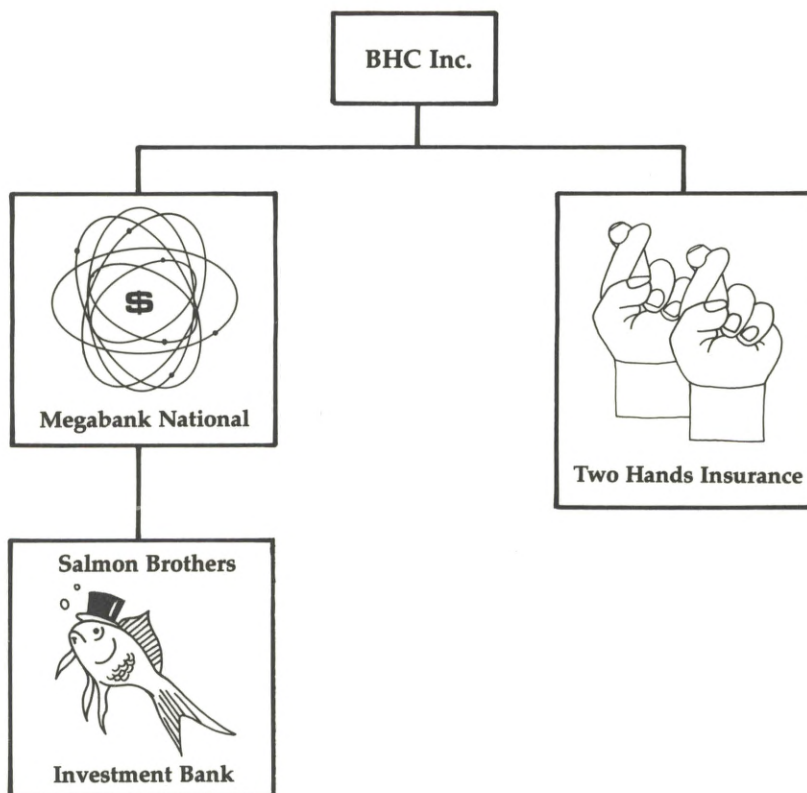 BHC Inc.
$
Megabank National
Two Hands Insurance
Salmon Brothers
Investment Bank